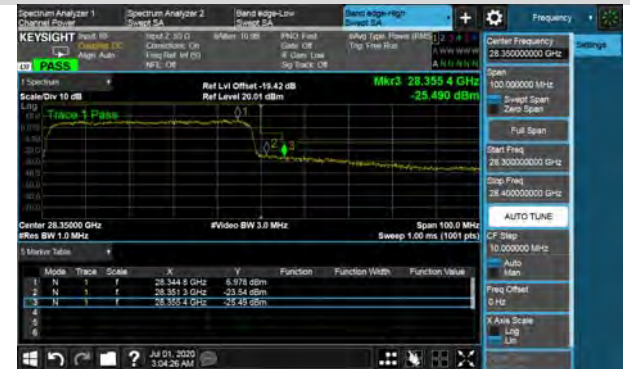 Spectrum Analyzer 1
Channel Power
Spectrum Analyzer 2
Swept SA
Band edge-Low
Swept SA
Band edge-High
Swept SA
Frequency
KEYSIGHT Input: RF
Coupling: DC
Align: Auto
Input Z: 50 Ω
Corrections: On
Freq Ref: Int (S)
NFE: Off
PNO: Fast
Gate: Off
IF Gain: Low
Sig Track: Off
Trig: Free Run
PASS
Settings
1 Spectrum
Scale/Div 10 dB
Ref Lvl Offset -19.42 dB
Ref Level 20.01 dBm
Mkr3 28.355 4 GHz
-25.490 dBm
Log
Trace 1 Pass
Center 28.35000 GHz
#Res BW 1.0 MHz
#Video BW 3.0 MHz
Span 100.0 MHz
Sweep 1.00 ms (1001 pts)
5 Marker Table
Mode Trace Scale X Y Function Function Width Function Value
1 N 1 f 28.344 8 GHz 6.978 dBm
2 N 1 f 28.351 3 GHz -23.54 dBm
3 N 1 f 28.355 4 GHz -25.49 dBm
4
5
6
Jul 01, 2020
3:04:26 AM
Center Frequency
28.350000000 GHz
Span
100.000000 MHz
Swept Span
Zero Span
Full Span
Start Freq
28.300000000 GHz
Stop Freq
28.400000000 GHz
AUTO TUNE
CF Step
10.000000 MHz
Auto
Man
Freq Offset
0 Hz
X Axis Scale
Log
Lin